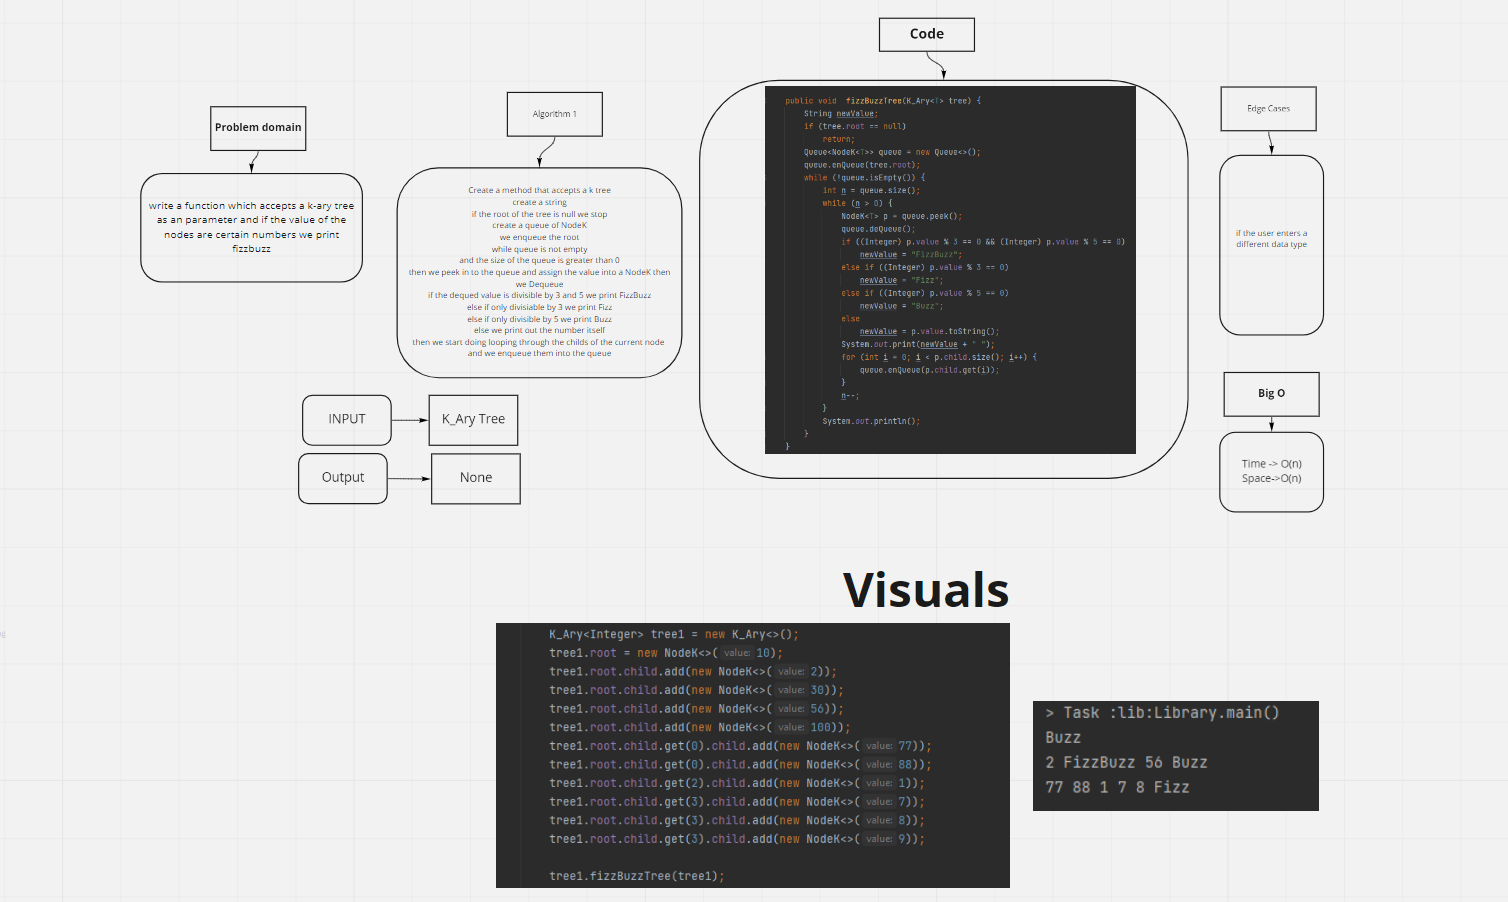 Code
Problem domain
write a function which accepts a k-ary tree
as an parameter and if the value of the
nodes are certain numbers we print
fizzbuzz
Algorithm 1
Create a method that accepts a k tree
create a string
if the root of the tree is null we stop
create a queue of NodeK
we enqueue the root
while queue is not empty
and the size of the queue is greater than 0
then we peek in to the queue and assign the value into a NodeK then
we Dequeue
if the dequed value is divisible by 3 and 5 we print FizzBuzz
else if only divisiable by 3 we print Fizz
else if only divisible by 5 we print Buzz
else we print out the number itself
then we start doing looping through the childs of the current node
and we enqueue them into the queue
INPUT
K_Ary Tree
Output
None
public void  fizzBuzzTree(K_Ary<T> tree) {
String newValue;
if (tree.root == null)
return;
Queue<NodeK<T>> queue = new Queue<>();
queue.enQueue(tree.root);
while (!queue.isEmpty()) {
int n = queue.size();
while (n > 0) {
NodeK<T> p = queue.peek();
queue.deQueue();
if ((Integer) p.value % 3 == 0 && (Integer) p.value % 5 == 0)
newValue = "FizzBuzz";
else if ((Integer) p.value % 3 == 0)
newValue = "Fizz";
else if ((Integer) p.value % 5 == 0)
newValue = "Buzz";
else
newValue = p.value.toString();
System.out.print(newValue + " ");
for (int i = 0; i < p.child.size(); i++) {
queue.enQueue(p.child.get(i));
}
n--;
}
System.out.println();
}
}
Edge Cases
if the user enters a
different data type
Big O
Time -> O(n)
Space->O(n)
Visuals
K_Ary<Integer> tree1 = new K_Ary<>();
tree1.root = new NodeK<>( value: 10);
tree1.root.child.add(new NodeK<>( value: 2));
tree1.root.child.add(new NodeK<>( value: 30));
tree1.root.child.add(new NodeK<>( value: 56));
tree1.root.child.add(new NodeK<>( value: 100));
tree1.root.child.get(0).child.add(new NodeK<>( value: 77));
tree1.root.child.get(0).child.add(new NodeK<>( value: 88));
tree1.root.child.get(2).child.add(new NodeK<>( value: 1));
tree1.root.child.get(3).child.add(new NodeK<>( value: 7));
tree1.root.child.get(3).child.add(new NodeK<>( value: 8));
tree1.root.child.get(3).child.add(new NodeK<>( value: 9));
tree1.fizzBuzzTree(tree1);
> Task :lib:Library.main()
Buzz
2 FizzBuzz 56 Buzz
77 88 1 7 8 Fizz